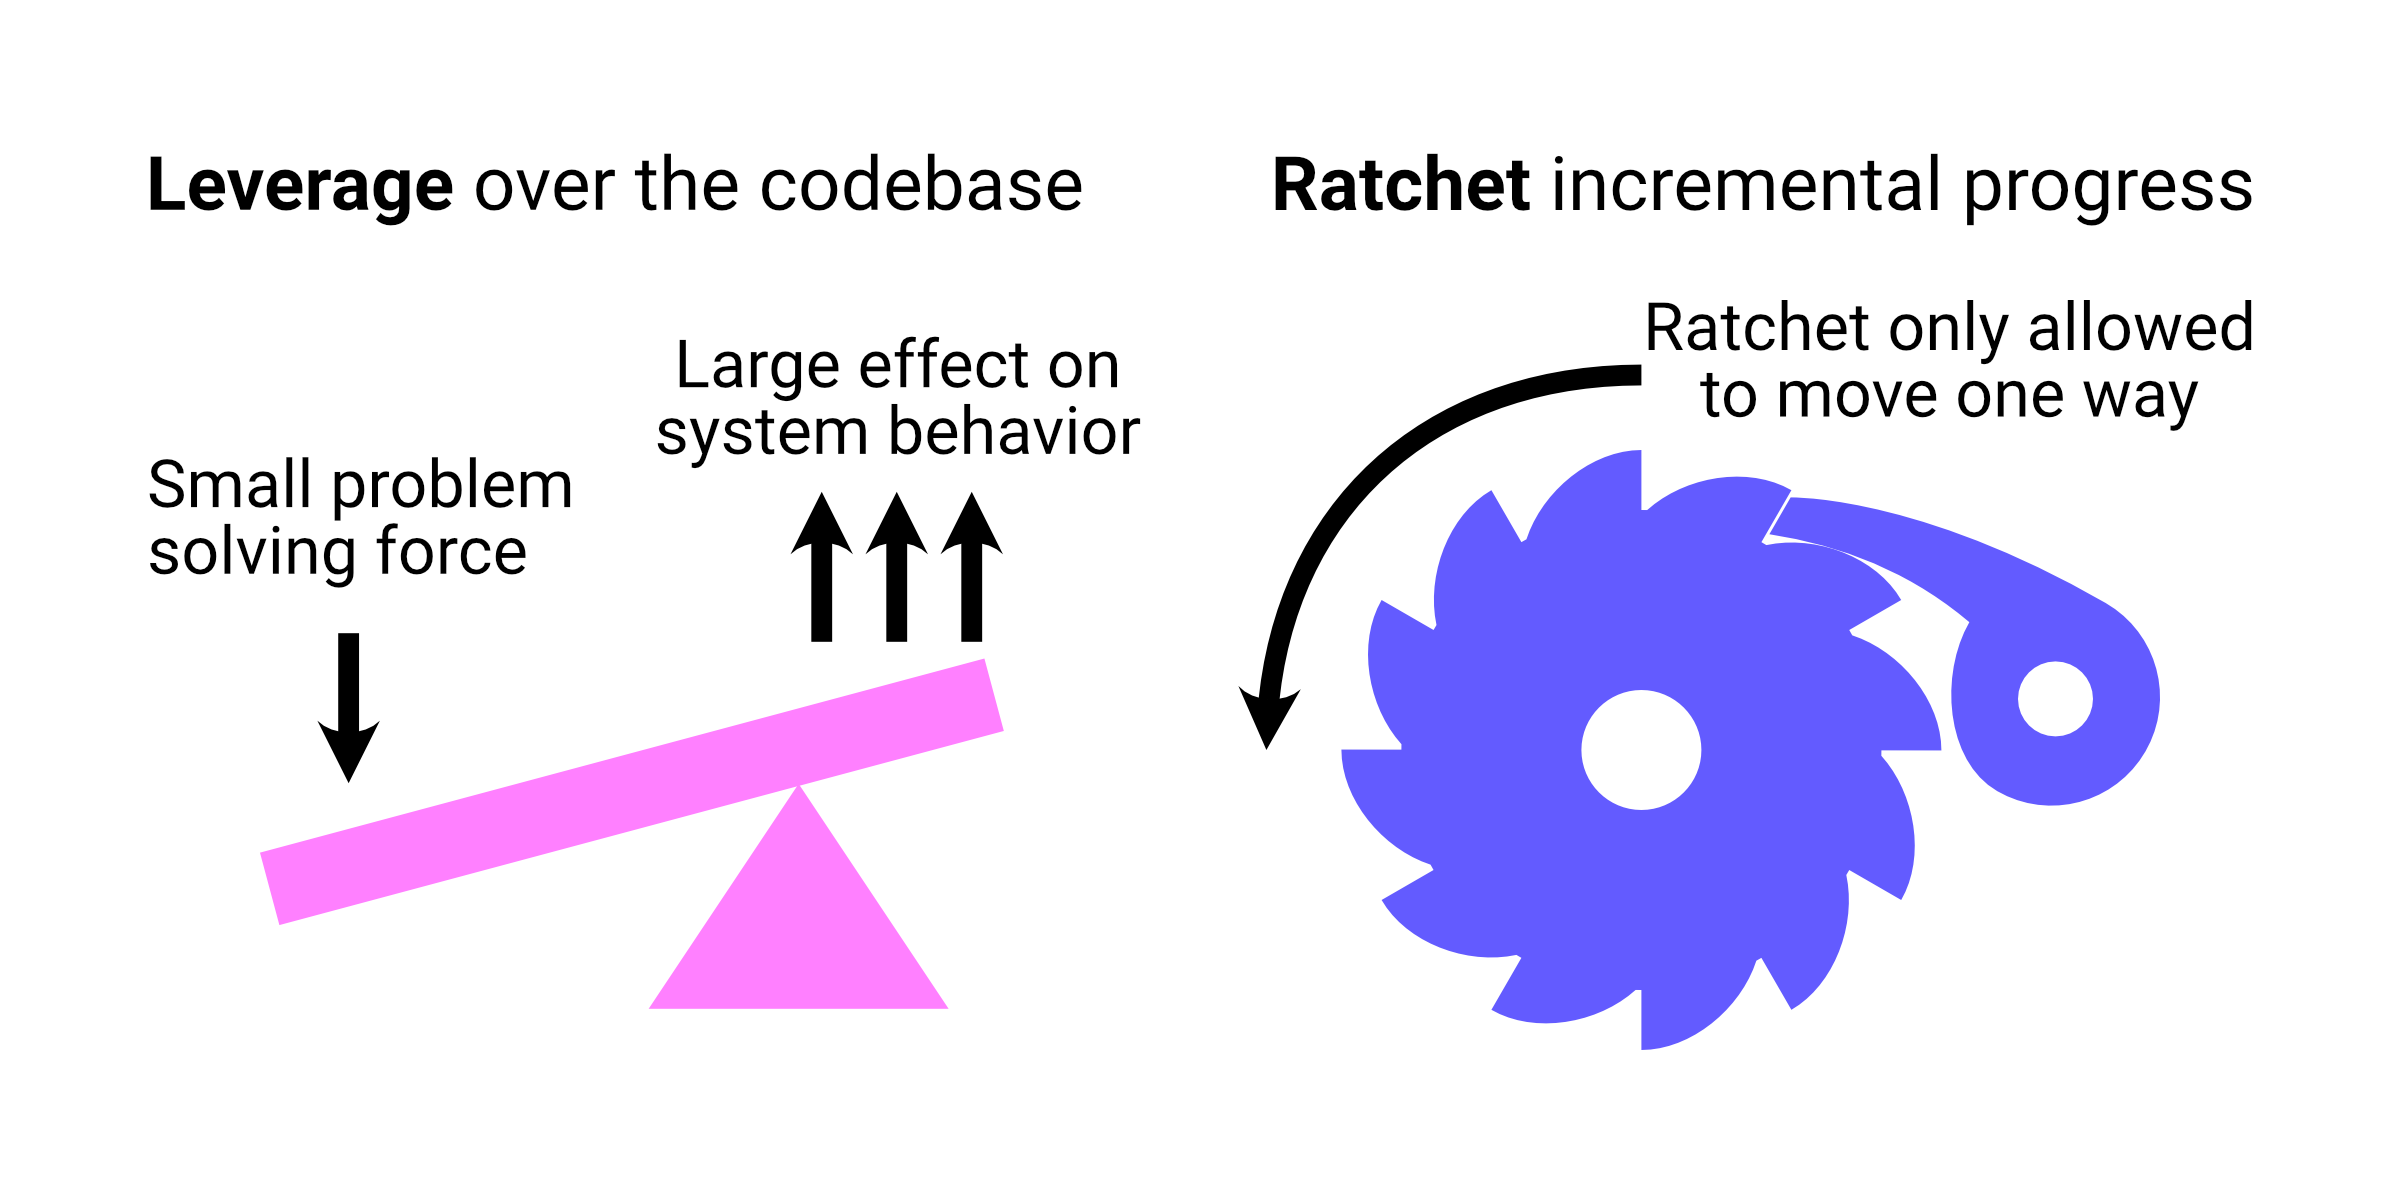 Leverage over the codebase
Small problem
solving force
Large effect on
system behavior
Ratchet incremental progress
Ratchet only allowed
to move one way